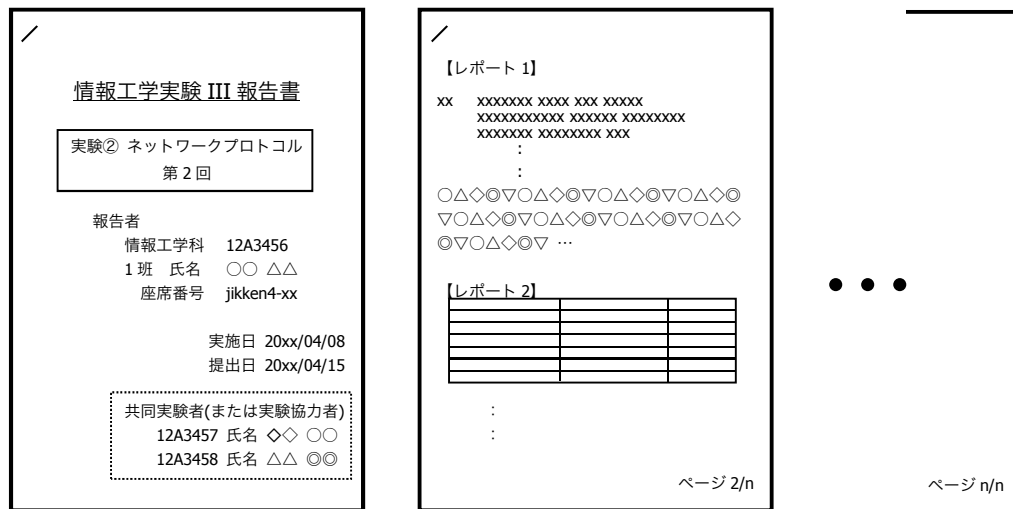 情報工学実験 III 報告書
実験② ネットワークプロトコル
第 2 回
報告者
情報工学科 12A3456
1 班 氏名 ○○ △△
座席番号 jikken4-xx
実施日 20xx/04/08
提出日 20xx/04/15
共同実験者(または実験協力者)
12A3457 氏名 ◇◇ ○○
12A3458 氏名 △△ ◎◎
【レポート 1】
xx xxxxxxx xxxx xxx xxxxx
xxxxxxxxxxx xxxxxx xxxxxxxx
xxxxxxx xxxxxxxx xxx
:
:
○△◇◎▽○△◇◎▽○△◇◎▽○△◇◎
▽○△◇◎▽○△◇◎▽○△◇◎▽○△◇
◎▽○△◇◎▽ …
【レポート 2】
:
:
ページ 2/n
• • •
ページ n/n